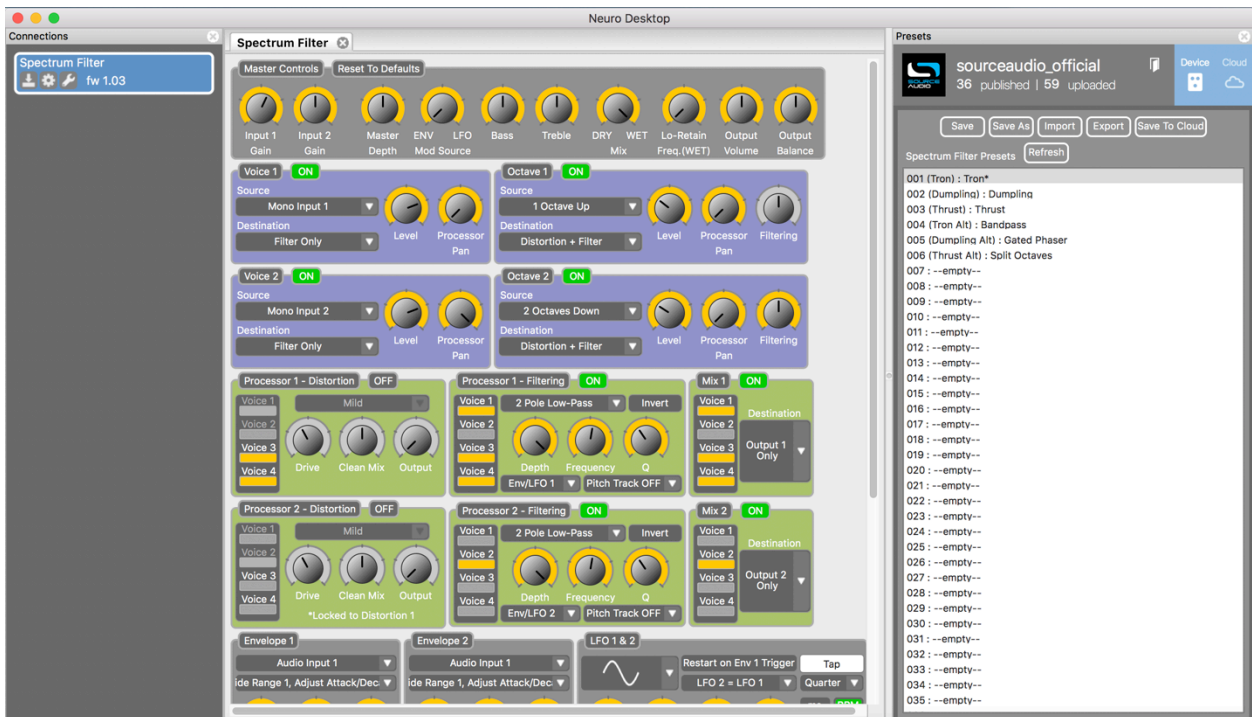 Neuro Desktop
Connections
Spectrum Filter
fw 1.03
Spectrum Filter
Master Controls Reset To Defaults
Input 1 Input 2 Master ENV LFO Bass Treble DRY WET Lo-Retain Output Output
Gain Gain Depth Mod Source Mix Freq.(WET) Volume Balance
Voice 1 ON
Source
Mono Input 1
Destination
Filter Only
Level Processor
Pan
Octave 1 ON
Source
1 Octave Up
Destination
Distortion + Filter
Level Processor Filtering
Pan
Voice 2 ON
Source
Mono Input 2
Destination
Filter Only
Level Processor
Pan
Octave 2 ON
Source
2 Octaves Down
Destination
Distortion + Filter
Level Processor Filtering
Pan
Processor 1 - Distortion OFF
Voice 1
Voice 2
Voice 3
Voice 4
Mild
Drive Clean Mix Output
Processor 1 - Filtering ON
Voice 1
Voice 2
Voice 3
Voice 4
2 Pole Low-Pass Invert
Depth Frequency Q
Env/LFO 1 Pitch Track OFF
Mix 1 ON
Voice 1
Voice 2
Voice 3
Voice 4
Destination
Output 1
Only
Processor 2 - Distortion OFF
Voice 1
Voice 2
Voice 3
Voice 4
Mild
Drive Clean Mix Output
*Locked to Distortion 1
Processor 2 - Filtering ON
Voice 1
Voice 2
Voice 3
Voice 4
2 Pole Low-Pass Invert
Depth Frequency Q
Env/LFO 2 Pitch Track OFF
Mix 2 ON
Voice 1
Voice 2
Voice 3
Voice 4
Destination
Output 2
Only
Envelope 1
Audio Input 1
ide Range 1, Adjust Attack/Dec
Envelope 2
Audio Input 1
ide Range 1, Adjust Attack/Dec
LFO 1 & 2
Restart on Env 1 Trigger Tap
LFO 2 = LFO 1 Quarter
BPM
Presets
SOURCE
AUDIO
sourceaudio_official
36 published | 59 uploaded
Device Cloud
Save Save As Import Export Save To Cloud
Spectrum Filter Presets Refresh
001 (Tron) : Tron*
002 (Dumpling) : Dumpling
003 (Thrust) : Thrust
004 (Tron Alt) : Bandpass
005 (Dumpling Alt) : Gated Phaser
006 (Thrust Alt) : Split Octaves
007 : --empty--
008 : --empty--
009 : --empty--
010 : --empty--
011 : --empty--
012 : --empty--
013 : --empty--
014 : --empty--
015 : --empty--
016 : --empty--
017 : --empty--
018 : --empty--
019 : --empty--
020 : --empty--
021 : --empty--
022 : --empty--
023 : --empty--
024 : --empty--
025 : --empty--
026 : --empty--
027 : --empty--
028 : --empty--
029 : --empty--
030 : --empty--
031 : --empty--
032 : --empty--
033 : --empty--
034 : --empty--
035 : --empty--